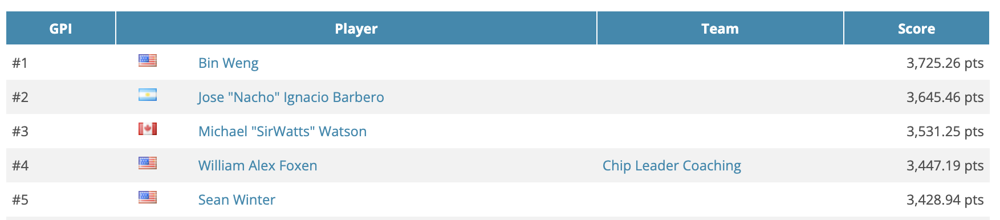 GPI Player Team Score
#1 Bin Weng 3,725.26 pts
#2 Jose "Nacho" Ignacio Barbero 3,645.46 pts
#3 Michael "SirWatts" Watson 3,531.25 pts
#4 William Alex Foxen Chip Leader Coaching 3,447.19 pts
#5 Sean Winter 3,428.94 pts